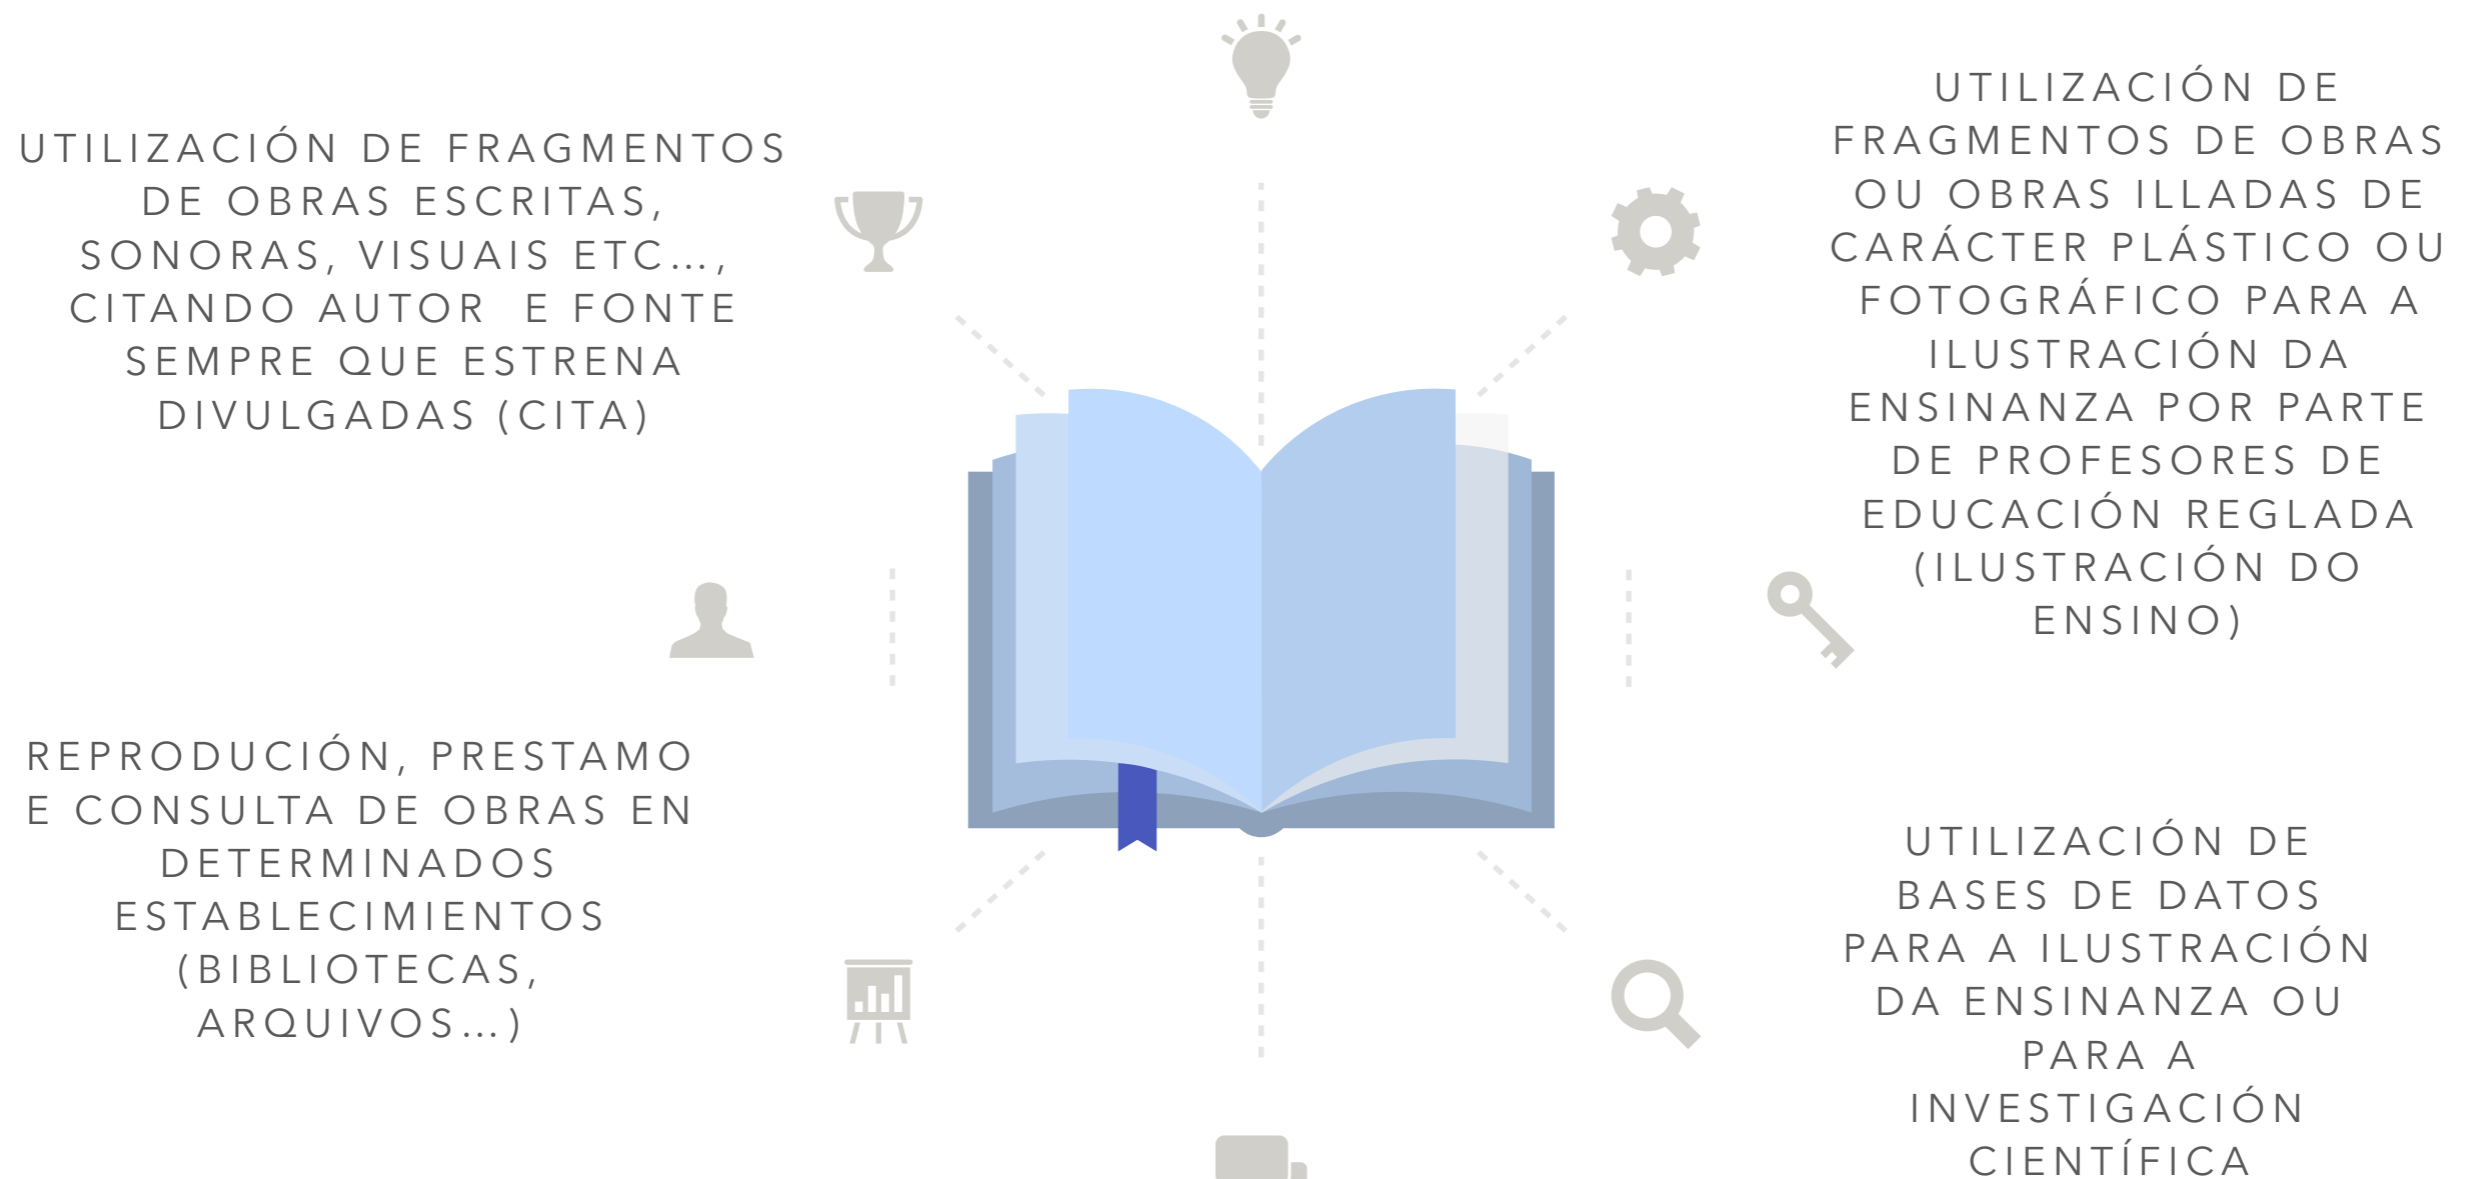 UTILIZACIÓN DE FRAGMENTOS
DE OBRAS ESCRITAS,
SONORAS, VISUAIS ETC…,
CITANDO AUTOR  E FONTE
SEMPRE QUE ESTRENA
DIVULGADAS (CITA)
UTILIZACIÓN DE
FRAGMENTOS DE OBRAS
OU OBRAS ILLADAS DE
CARÁCTER PLÁSTICO OU
FOTOGRÁFICO PARA A
ILUSTRACIÓN DA
ENSINANZA POR PARTE
DE PROFESORES DE
EDUCACIÓN REGLADA
(ILUSTRACIÓN DO
ENSINO)
REPRODUCIÓN, PRESTAMO
E CONSULTA DE OBRAS EN
DETERMINADOS
ESTABLECIMIENTOS
(BIBLIOTECAS,
ARQUIVOS…)
UTILIZACIÓN DE
BASES DE DATOS
PARA A ILUSTRACIÓN
DA ENSINANZA OU
PARA A
INVESTIGACIÓN
CIENTÍFICA